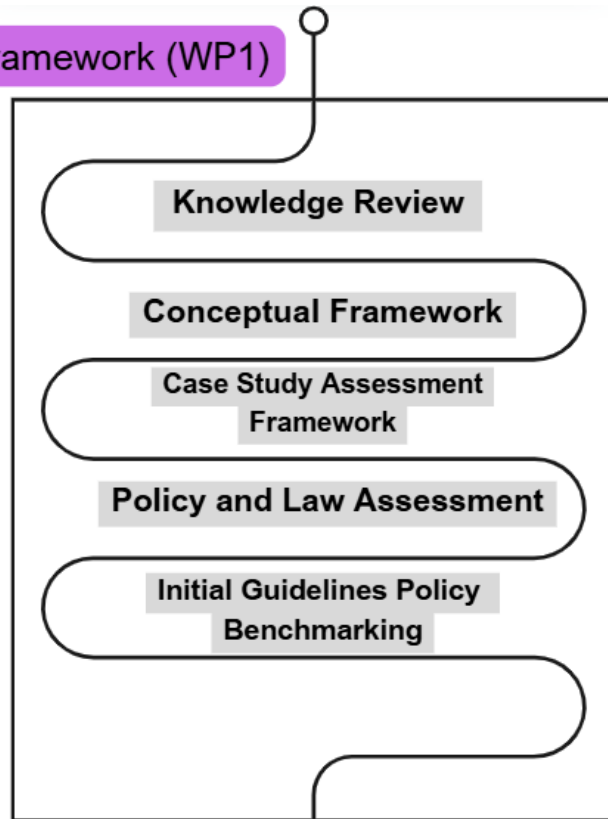 amework (WP1)
Knowledge Review
Conceptual Framework
Case Study Assessment
Framework
Policy and Law Assessment
Initial Guidelines Policy
Benchmarking